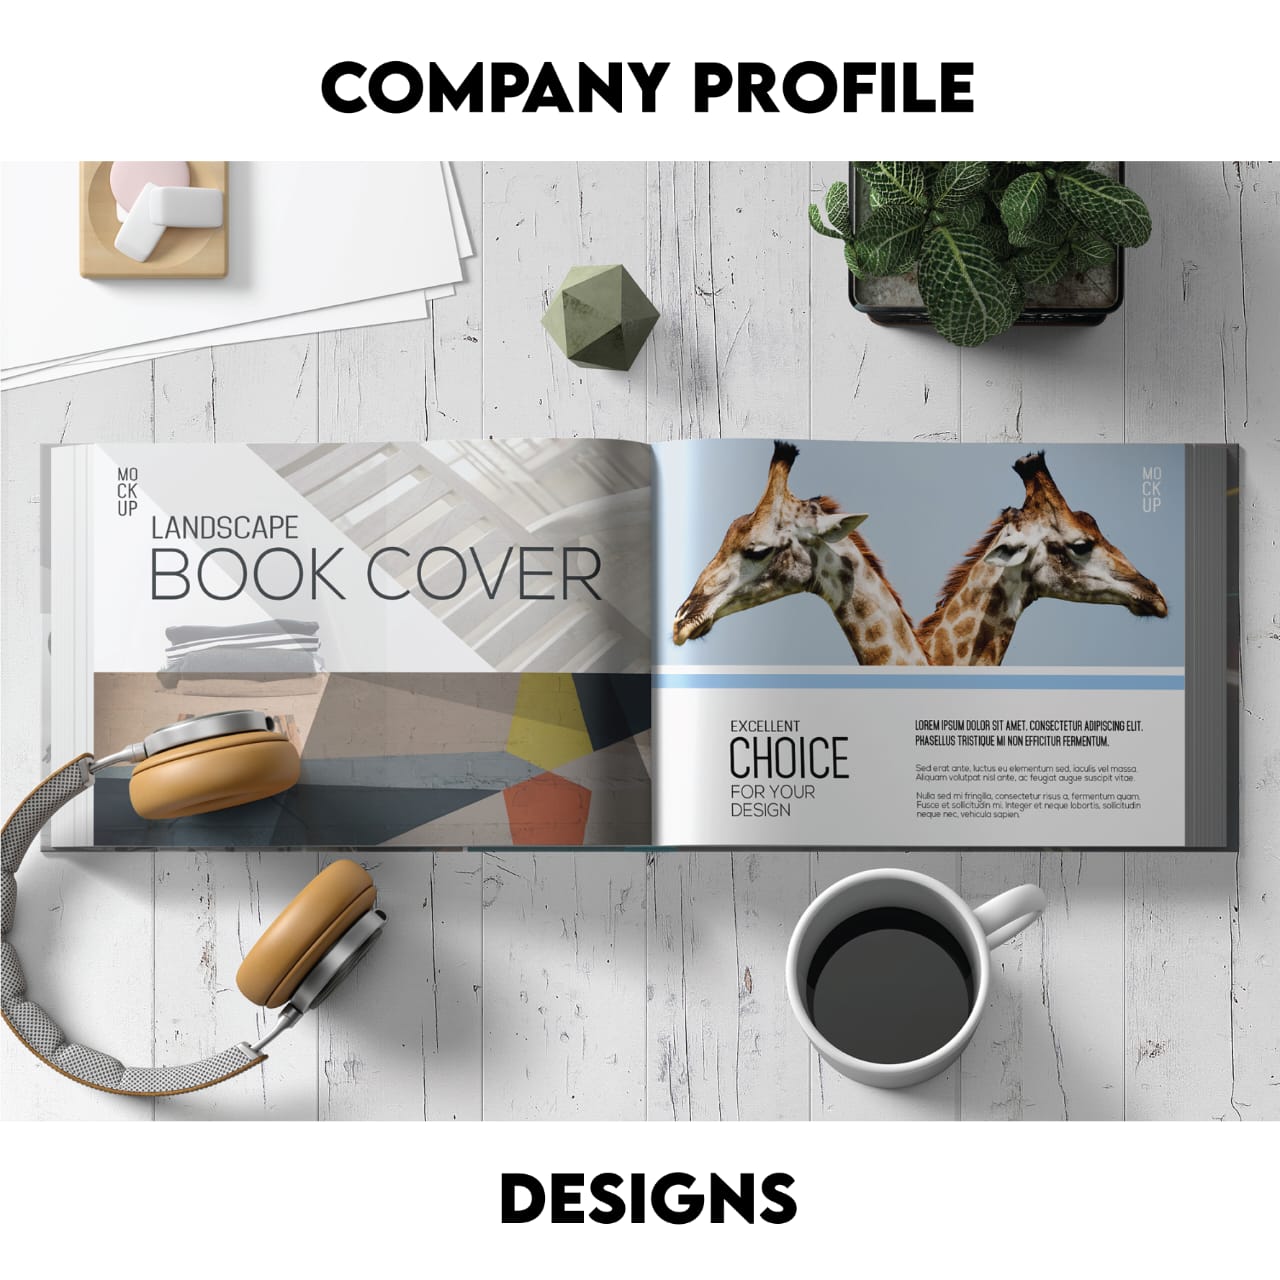 COMPANY PROFILE
MO
CK
UP
LANDSCAPE
BOOK COVER
MO
CK
UP
EXCELLENT
CHOICE
FOR YOUR
DESIGN
LOREM IPSUM DOLOR SIT AMET, CONSECTETUR ADIPISCING ELIT.
PHASELLUS TRISTIQUE MI NON EFFICITUR FERMENTUM.
Sed erat ante, luctus eu elementum sed, iaculis vel massa.
Aliquam volutpat nisl ante, ac feugat augue suscipit vitae.
Nulla sed mi fringilla, consectetur risus a, fermentum quam.
Fusce et sollicitudin mi. Integer et neque lobortis, sollicitudin
neque nec, vehicula sapien.
DESIGNS